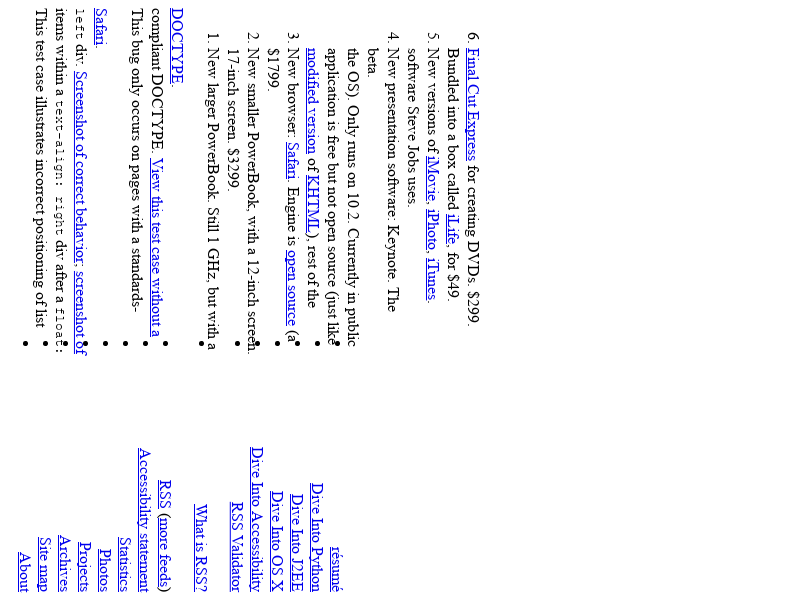 This test case illustrates incorrect positioning of list
items within a text-align: right div after a float:
left div. Screenshot of correct behavior; screenshot of
Safari.
This bug only occurs on pages with a standards-
compliant DOCTYPE. View this test case without a
DOCTYPE.
1. New larger PowerBook. Still 1 GHz, but with a
17-inch screen. $3299.
2. New smaller PowerBook, with a 12-inch screen.
$1799.
3. New browser: Safari. Engine is open source (a
modified version of KHTML), rest of the
application is free but not open source (just like
the OS). Only runs on 10.2. Currently in public
beta.
4. New presentation software: Keynote. The
software Steve Jobs uses.
5. New versions of iMovie, iPhoto, iTunes.
Bundled into a box called iLife, for $49.
6. Final Cut Express for creating DVDs. $299.
• About
• Site map
• Archives
• Projects
• Photos
• Statistics
• Accessibility statement
• RSS (more feeds)
• What is RSS?
• RSS Validator
• Dive Into Accessibility
• Dive Into OS X
• Dive Into J2EE
• Dive Into Python
• résumé